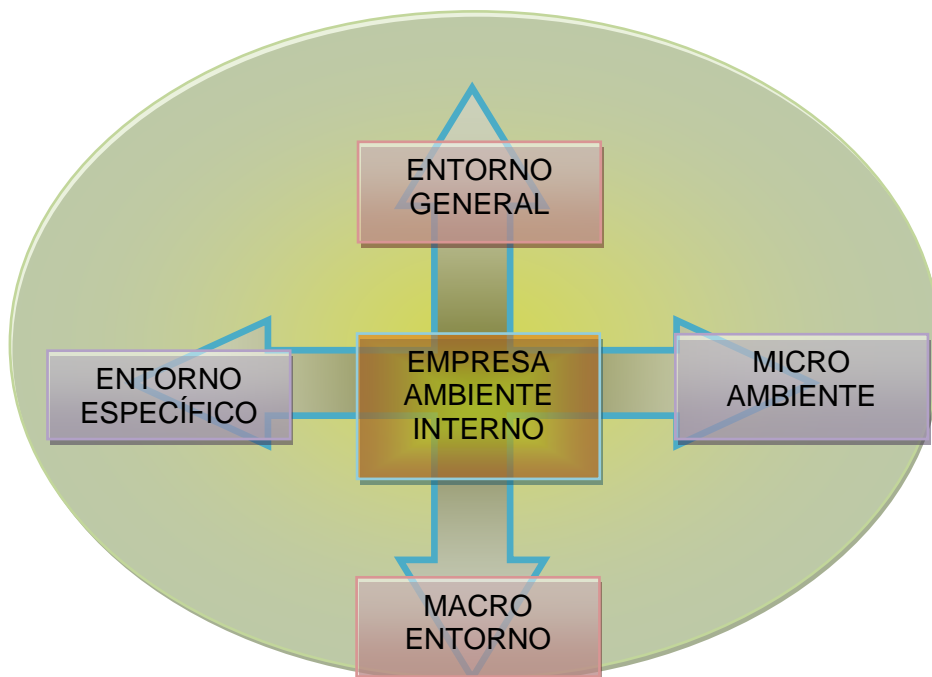 ENTORNO
GENERAL
ENTORNO
ESPECÍFICO
EMPRESA
AMBIENTE
INTERNO
MICRO
AMBIENTE
MACRO
ENTORNO